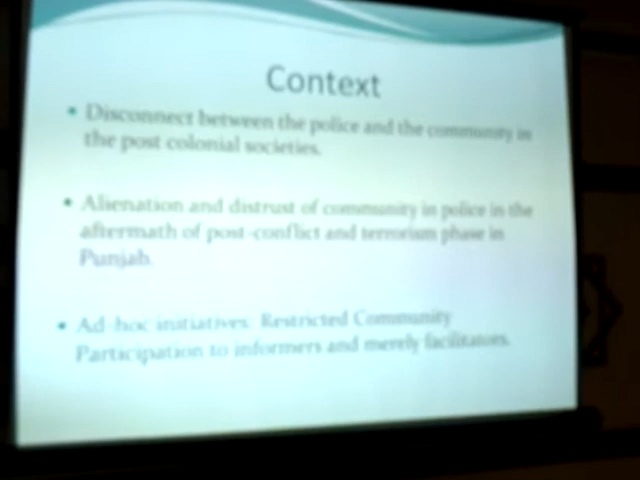 Context
• Disconnect between the police and the community in
the post colonial societies.
• Alienation and distrust of community in police in the
aftermath of post-conflict and terrorism phase in
Punjab.
• Ad-hoc initiatives: Restricted Community
Participation to informers and merely facilitators.